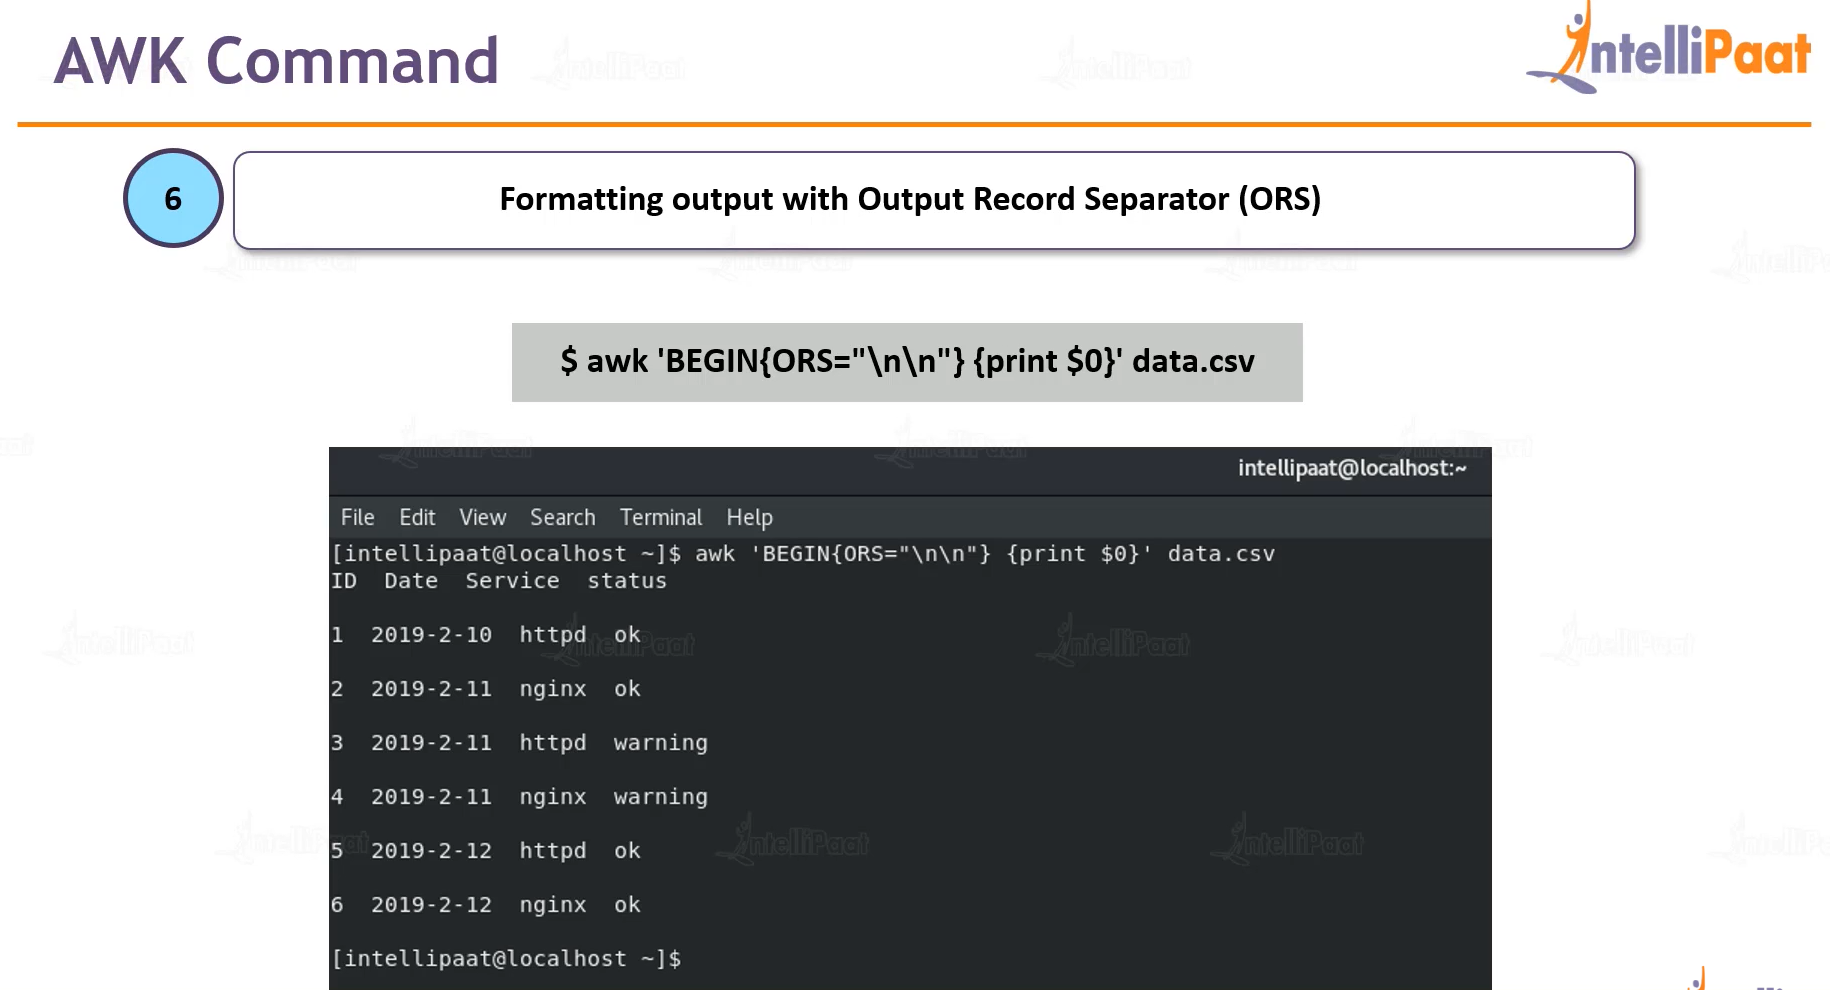 AWK Command
IntelliPaat
6
Formatting output with Output Record Separator (ORS)
$ awk 'BEGIN{ORS="\n\n"} {print $0}' data.csv
intellipaat@localhost:~
File Edit View Search Terminal Help
[intellipaat@localhost ~]$ awk 'BEGIN{ORS="\n\n"} {print $0}' data.csv
ID Date Service status
1 2019-2-10 httpd ok
2 2019-2-11 nginx ok
3 2019-2-11 httpd warning
4 2019-2-11 nginx warning
5 2019-2-12 httpd ok
6 2019-2-12 nginx ok
[intellipaat@localhost ~]$